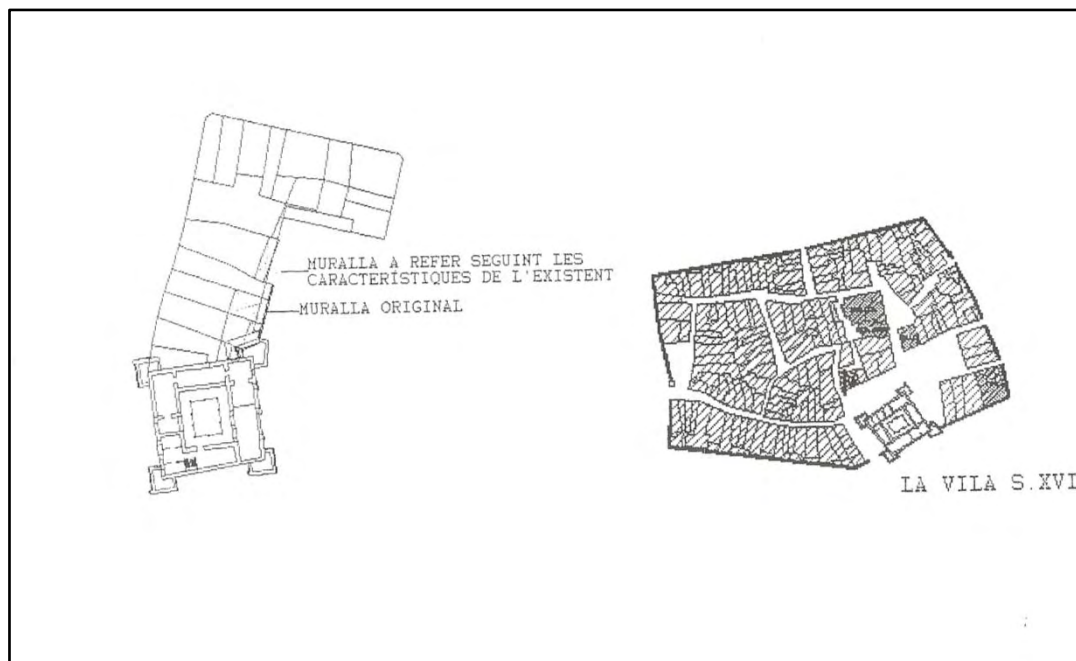 MURALLA A REFER SEGUINT LES
CARACTERÍSTIQUES DE L'EXISTENT
MURALLA ORIGINAL
LA VILA S.XVI